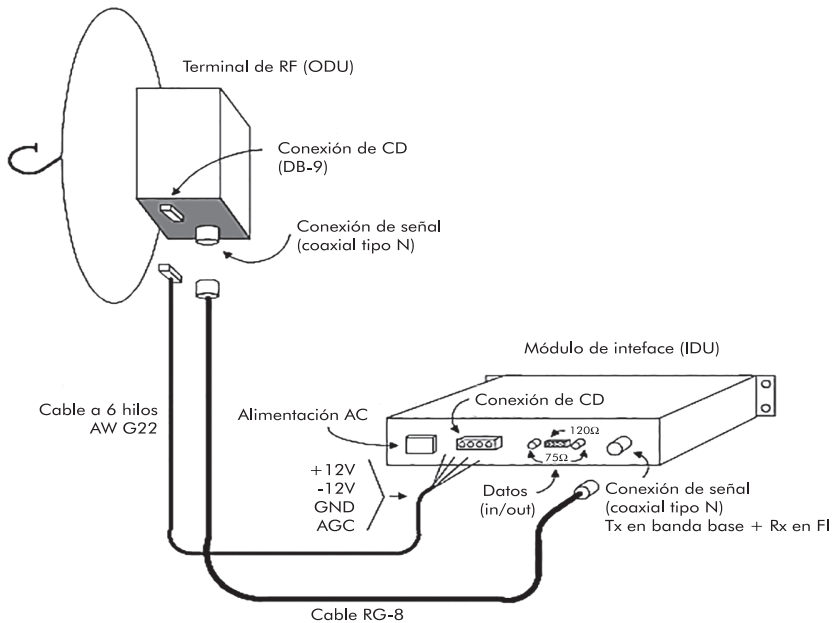 Terminal de RF (ODU)
Conexión de CD
(DB-9)
Conexión de señal
(coaxial tipo N)
Módulo de inteface (IDU)
Cable a 6 hilos
AW G22
Alimentación AC
Conexión de CD
120Ω
75Ω
+12V
-12V
GND
AGC
Datos
(in/out)
Conexión de señal
(coaxial tipo N)
Tx en banda base + Rx en FI
Cable RG-8